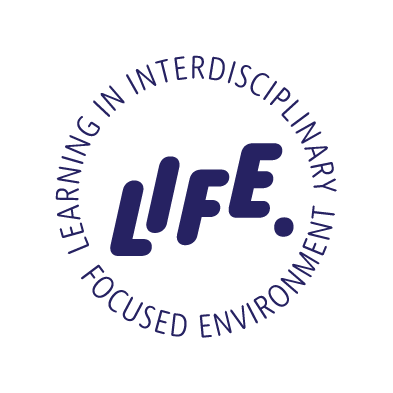 LEARNING IN INTERDISCIPLINARY
FOCUSED ENVIRONMENT
LIFE.